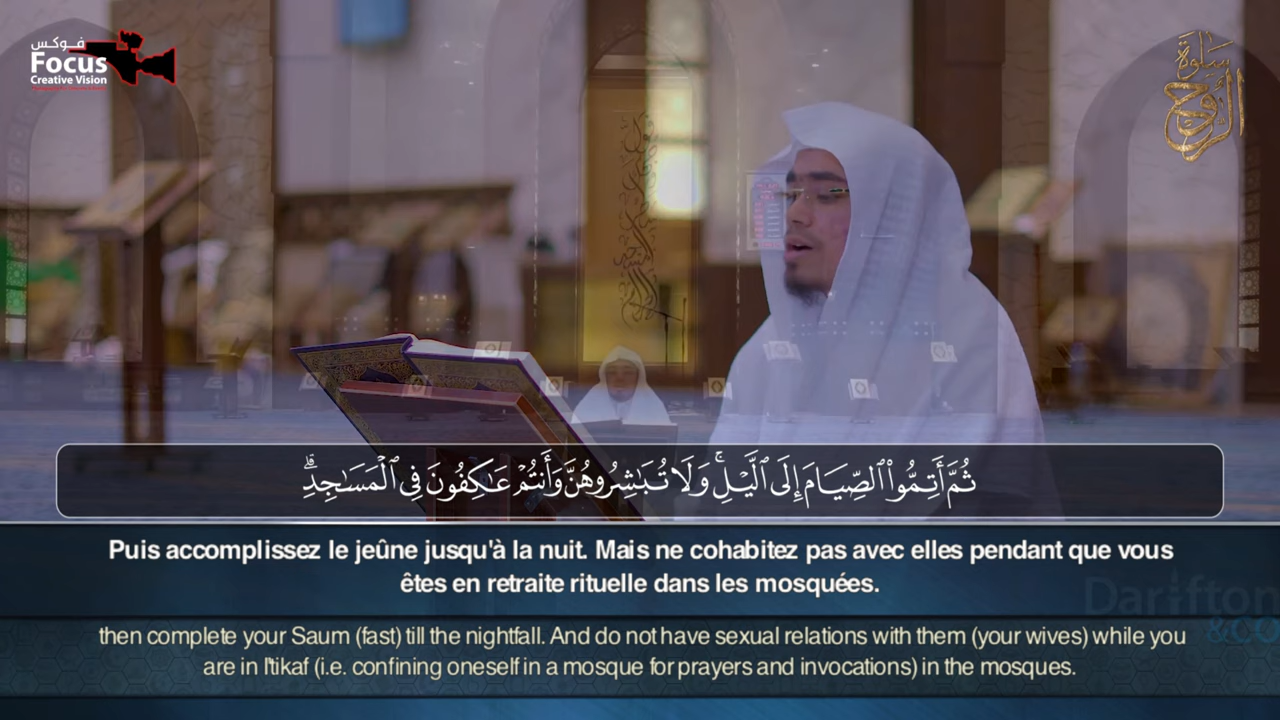 فوكس
Focus
Creative Vision
سلوة
الروح
ثُمَّ أَتِمُّوا۟ ٱلصِّيَامَ إِلَى ٱلَّيْلِ ۚ وَلَا تُبَـٰشِرُوهُنَّ وَأَنتُمْ عَـٰكِفُونَ فِى ٱلْمَسَـٰجِدِ ۗ
Puis accomplissez le jeûne jusqu'à la nuit. Mais ne cohabitez pas avec elles pendant que vous
êtes en retraite rituelle dans les mosquées.
Darifton
&CO
then complete your Saum (fast) till the nightfall. And do not have sexual relations with them (your wives) while you
are in I'tikaf (i.e. confining oneself in a mosque for prayers and invocations) in the mosques.